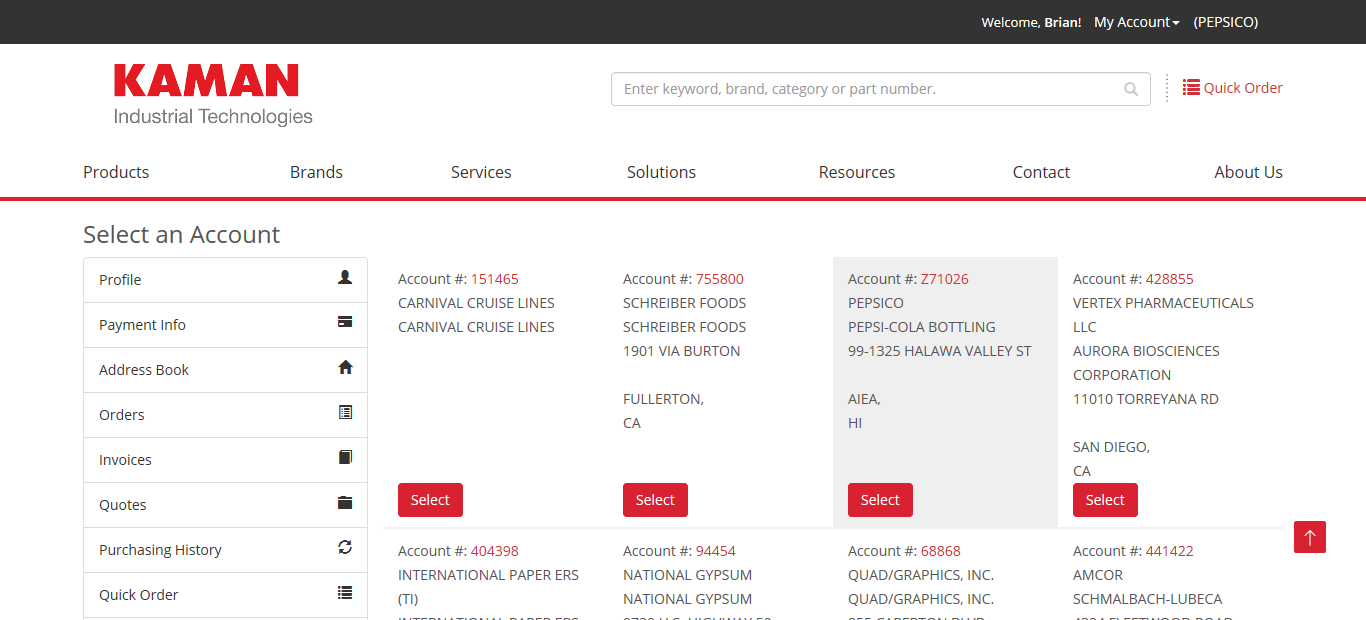 Welcome, Brian! My Account (PEPSICO)
KAMAN
Industrial Technologies
Enter keyword, brand, category or part number.
Quick Order
Products Brands Services Solutions Resources Contact About Us
Select an Account
Profile
Payment Info
Address Book
Orders
Invoices
Quotes
Purchasing History
Quick Order
Account #: 151465
CARNIVAL CRUISE LINES
CARNIVAL CRUISE LINES
Select
Account #: 755800
SCHREIBER FOODS
SCHREIBER FOODS
1901 VIA BURTON
FULLERTON,
CA
Select
Account #: Z71026
PEPSICO
PEPSI-COLA BOTTLING
99-1325 HALAWA VALLEY ST
AIEA,
HI
Select
Account #: 428855
VERTEX PHARMACEUTICALS
LLC
AURORA BIOSCIENCES
CORPORATION
11010 TORREYANA RD
SAN DIEGO,
CA
Select
Account #: 404398
INTERNATIONAL PAPER ERS
(TI)
INTERNATIONAL PAPER ERS
Account #: 94454
NATIONAL GYPSUM
NATIONAL GYPSUM
Account #: 68868
QUAD/GRAPHICS, INC.
QUAD/GRAPHICS, INC.
Account #: 441422
AMCOR
SCHMALBACH-LUBECA